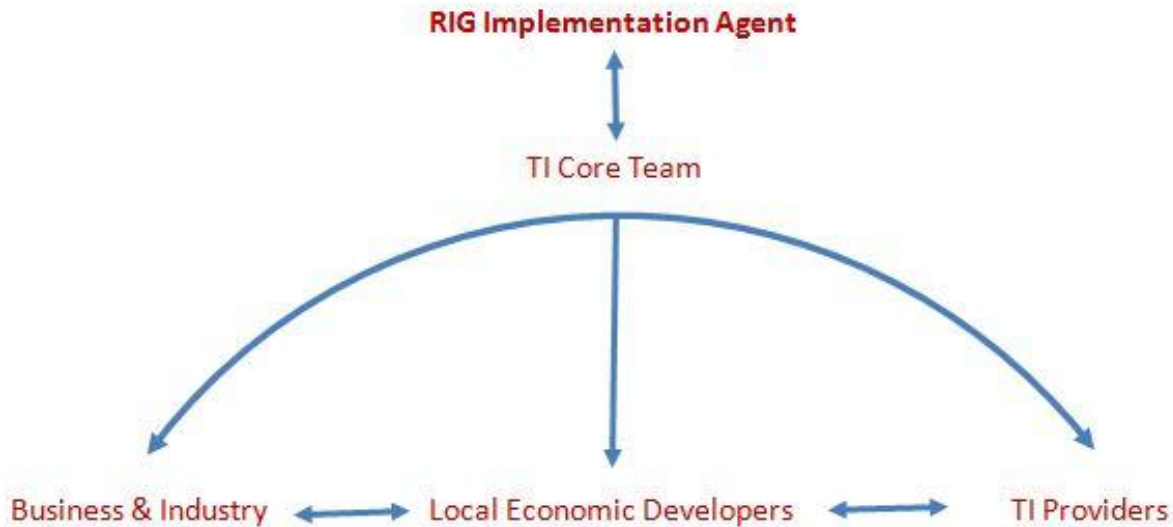 RIG Implementation Agent
TI Core Team
Business & Industry
Local Economic Developers
TI Providers